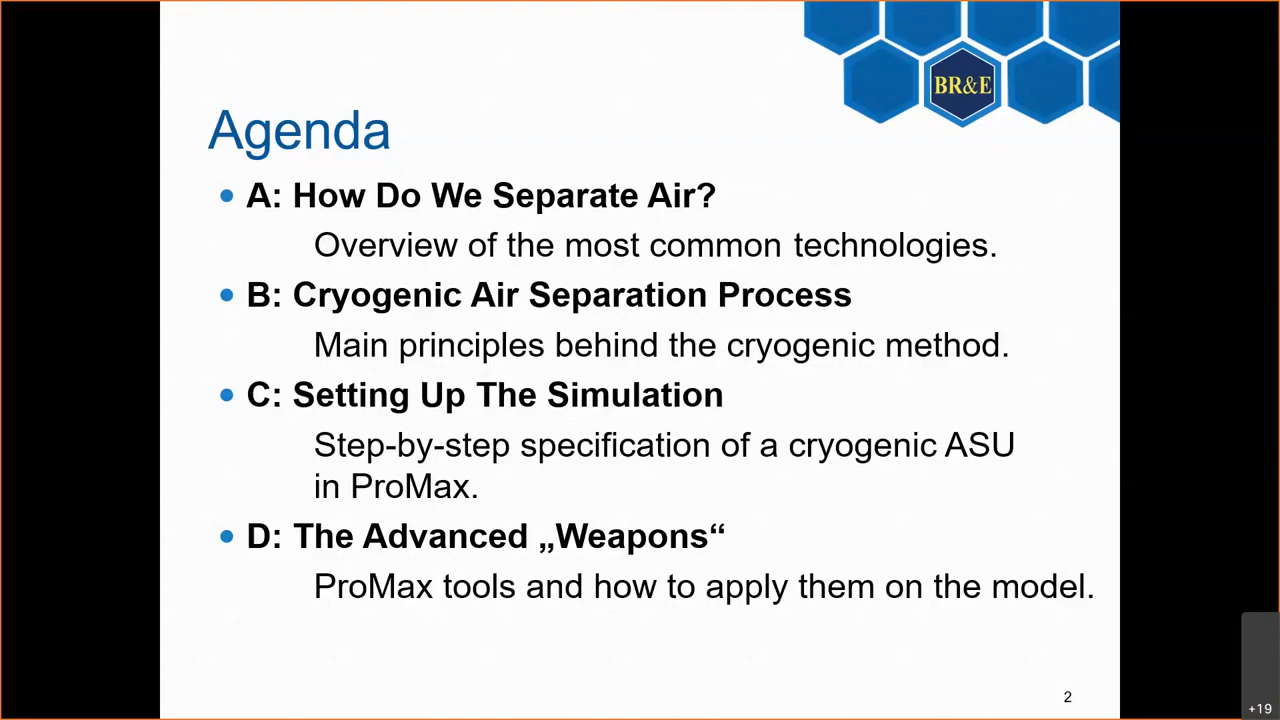 BR&E
Agenda
• A: How Do We Separate Air?
Overview of the most common technologies.
• B: Cryogenic Air Separation Process
Main principles behind the cryogenic method.
• C: Setting Up The Simulation
Step-by-step specification of a cryogenic ASU
in ProMax.
• D: The Advanced „Weapons“
ProMax tools and how to apply them on the model.
2
+19